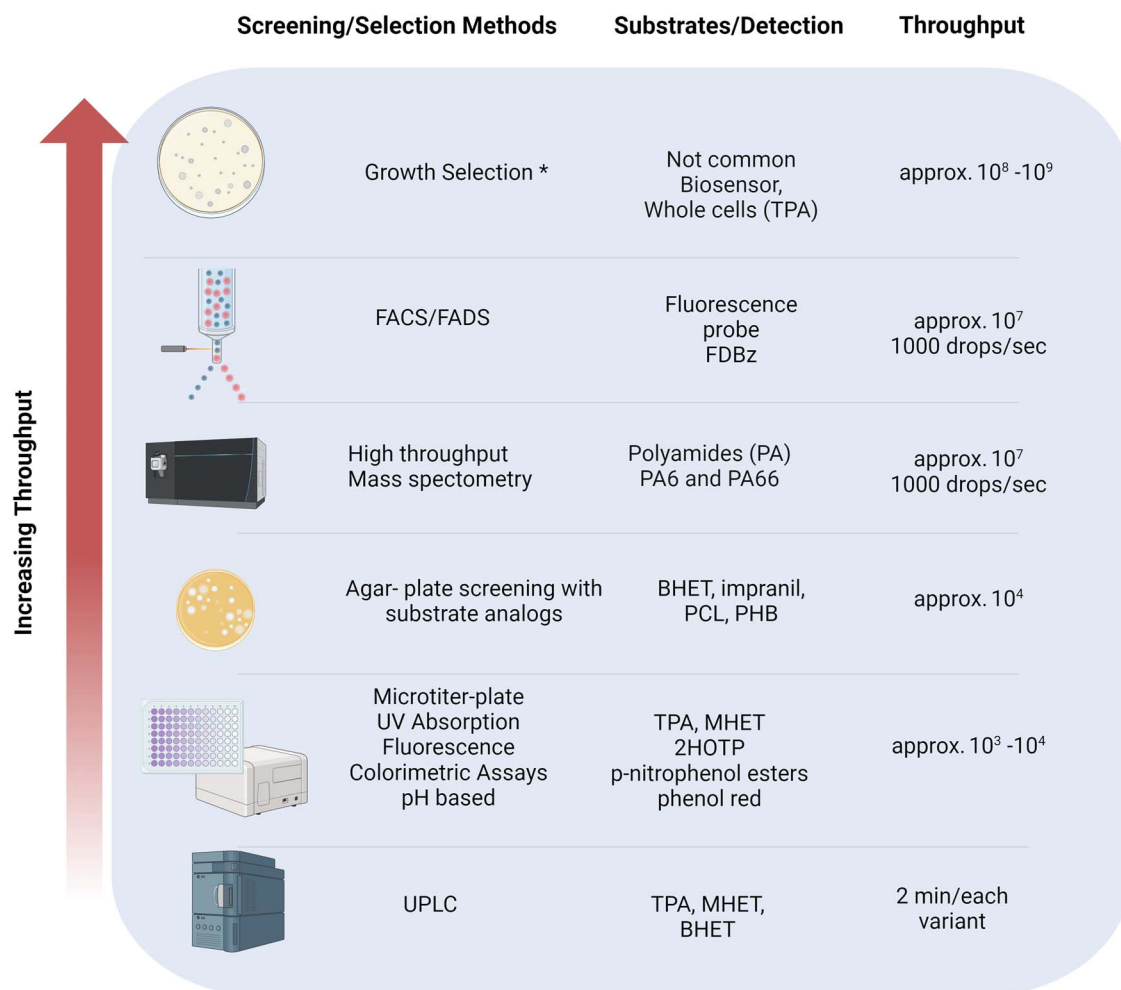 Screening/Selection Methods
Substrates/Detection
Throughput
Increasing Throughput
Growth Selection *
Not common
Biosensor,
Whole cells (TPA)
approx. 10⁸ -10⁹
FACS/FADS
Fluorescence
probe
FDBz
approx. 10⁷
1000 drops/sec
High throughput
Mass spectometry
Polyamides (PA)
PA6 and PA66
approx. 10⁷
1000 drops/sec
Agar- plate screening with
substrate analogs
BHET, impranil,
PCL, PHB
approx. 10⁴
Microtiter-plate
UV Absorption
Fluorescence
Colorimetric Assays
pH based
TPA, MHET
2HOTP
p-nitrophenol esters
phenol red
approx. 10³ -10⁴
UPLC
TPA, MHET,
BHET
2 min/each
variant